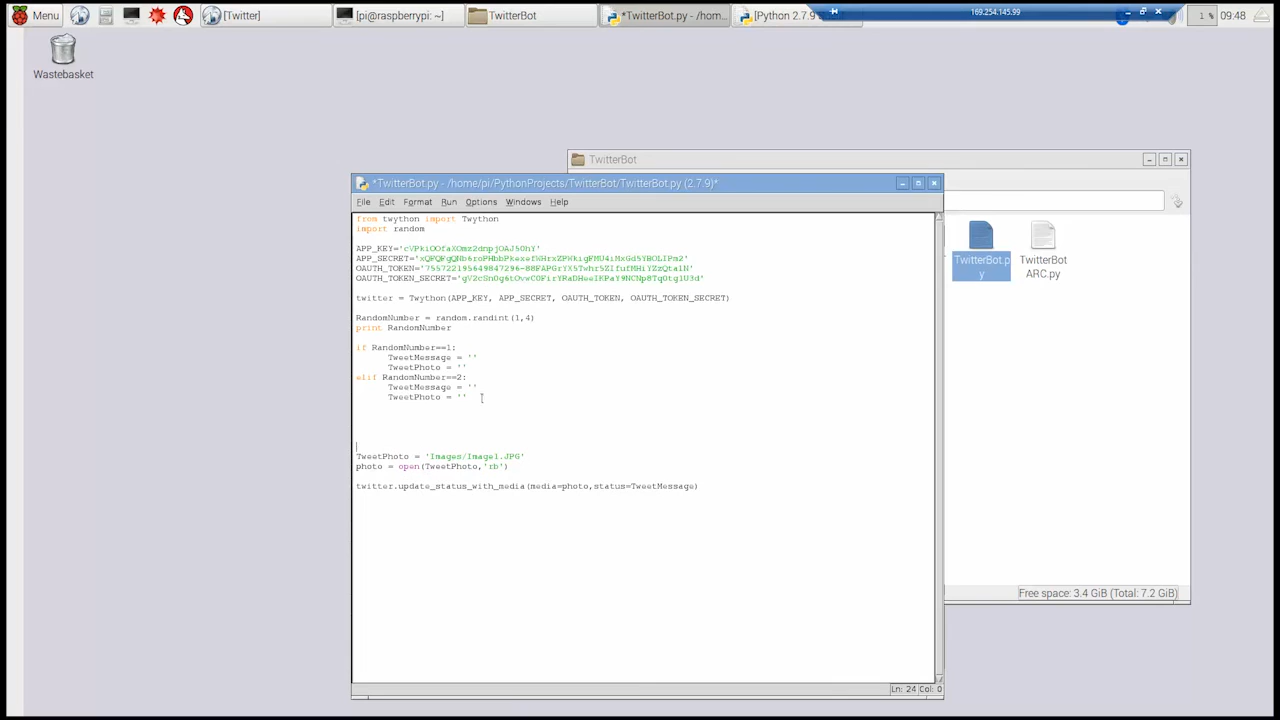 Menu
[Twitter]
[pi@raspberrypi: ~]
TwitterBot
*TwitterBot.py - /hom...
[Python 2.7.9
169.254.145.99
1 %
09:48
Wastebasket
TwitterBot
*TwitterBot.py - /home/pi/PythonProjects/TwitterBot/TwitterBot.py (2.7.9)*
File Edit Format Run Options Windows Help
from twython import Twython
import random
APP_KEY='
APP_SECRET='
OAUTH_TOKEN='
OAUTH_TOKEN_SECRET='
twitter = Twython(APP_KEY, APP_SECRET, OAUTH_TOKEN, OAUTH_TOKEN_SECRET)
RandomNumber = random.randint(1,4)
print RandomNumber
if RandomNumber==1:
TweetMessage = ''
TweetPhoto = ''
elif RandomNumber==2:
TweetMessage = ''
TweetPhoto = ''
TweetPhoto = 'Images/Image1.JPG'
photo = open(TweetPhoto,'rb')
twitter.update_status_with_media(media=photo,status=TweetMessage)
Ln: 24 Col: 0
TwitterBot.p
y
TwitterBot
ARC.py
Free space: 3.4 GiB (Total: 7.2 GiB)